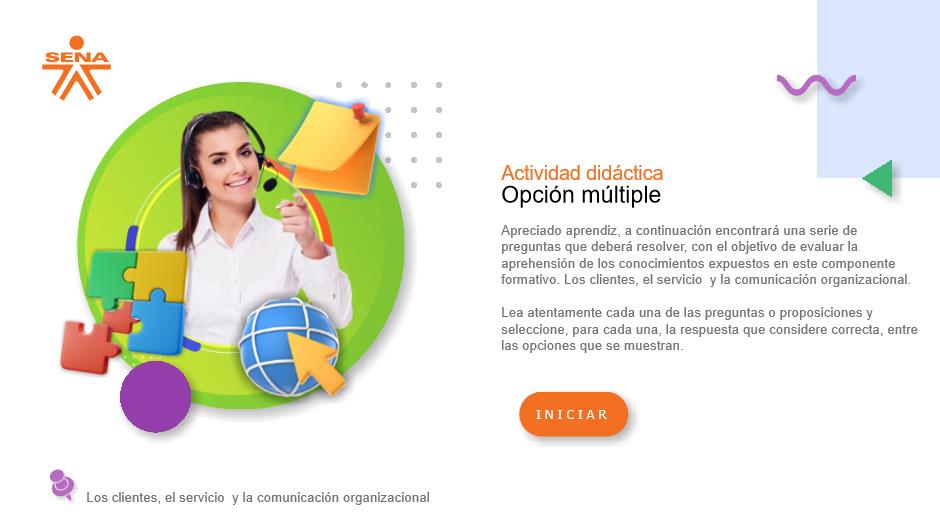 SENA
Actividad didáctica
Opción múltiple
Apreciado aprendiz, a continuación encontrará una serie de
preguntas que deberá resolver, con el objetivo de evaluar la
aprehensión de los conocimientos expuestos en este componente
formativo. Los clientes, el servicio  y la comunicación organizacional.
Lea atentamente cada una de las preguntas o proposiciones y
seleccione, para cada una, la respuesta que considere correcta, entre
las opciones que se muestran.
INICIAR
Los clientes, el servicio  y la comunicación organizacional